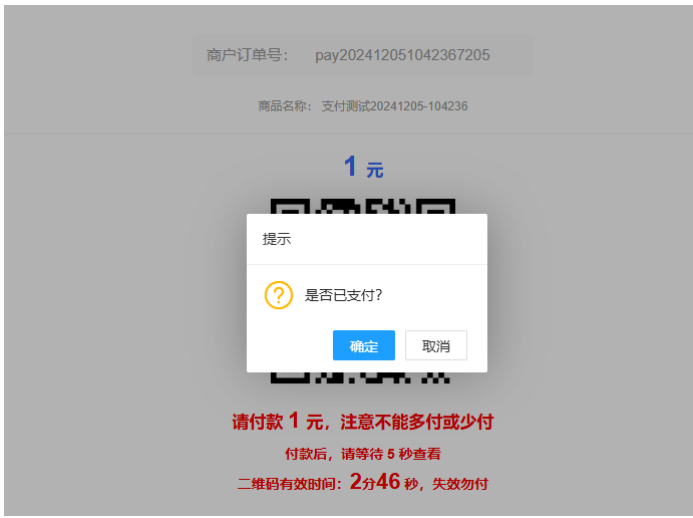 商户订单号： pay202412051042367205
商品名称： 支付测试20241205-104236
1 元
提示
是否已支付？
确定 取消
请付款 1 元，注意不能多付或少付
付款后，请等待 5 秒查看
二维码有效时间：2分46 秒，失效勿付